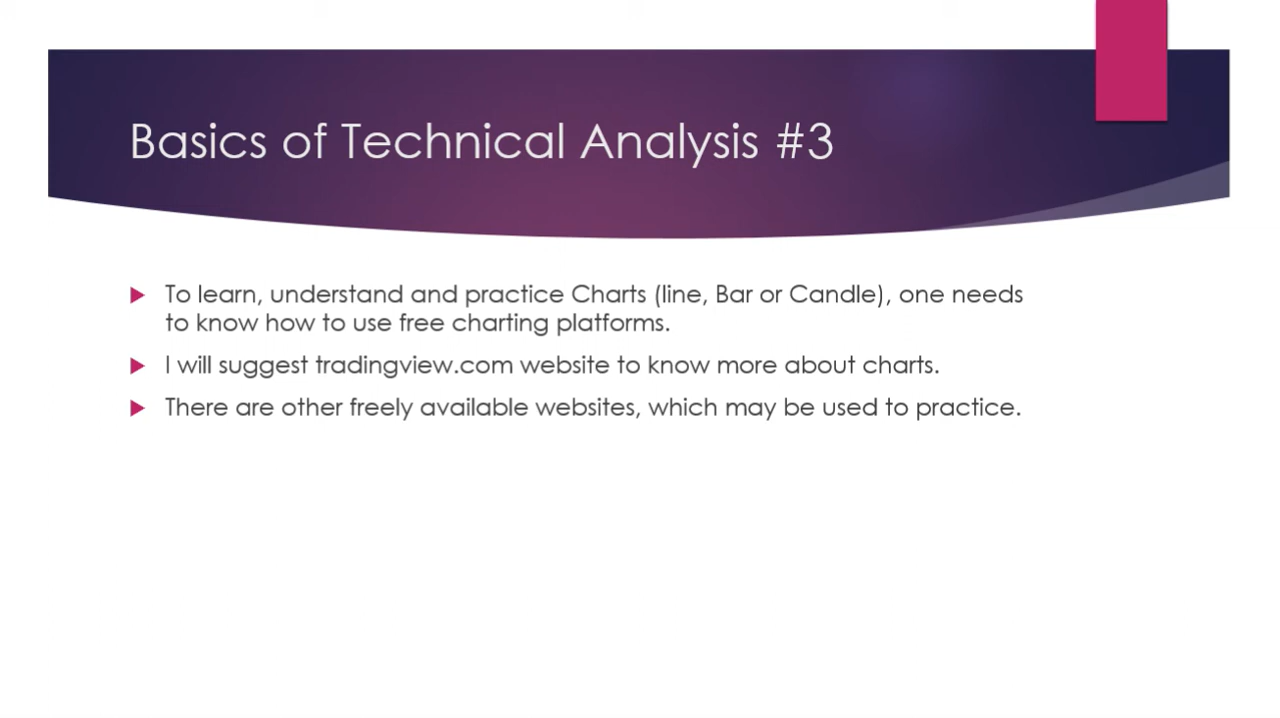 Basics of Technical Analysis #3
To learn, understand and practice Charts (line, Bar or Candle), one needs
to know how to use free charting platforms.
I will suggest tradingview.com website to know more about charts.
There are other freely available websites, which may be used to practice.